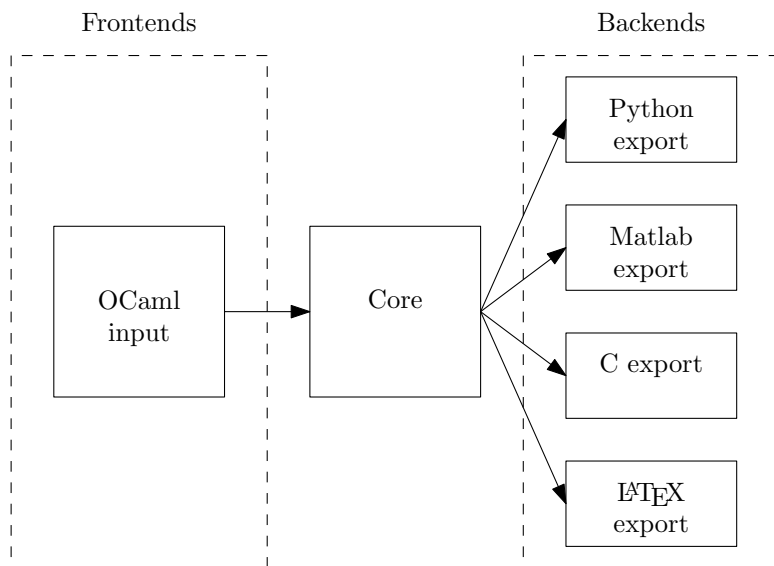 Frontends
Backends
OCaml
input
Core
Python
export
Matlab
export
C export
LATEX
export